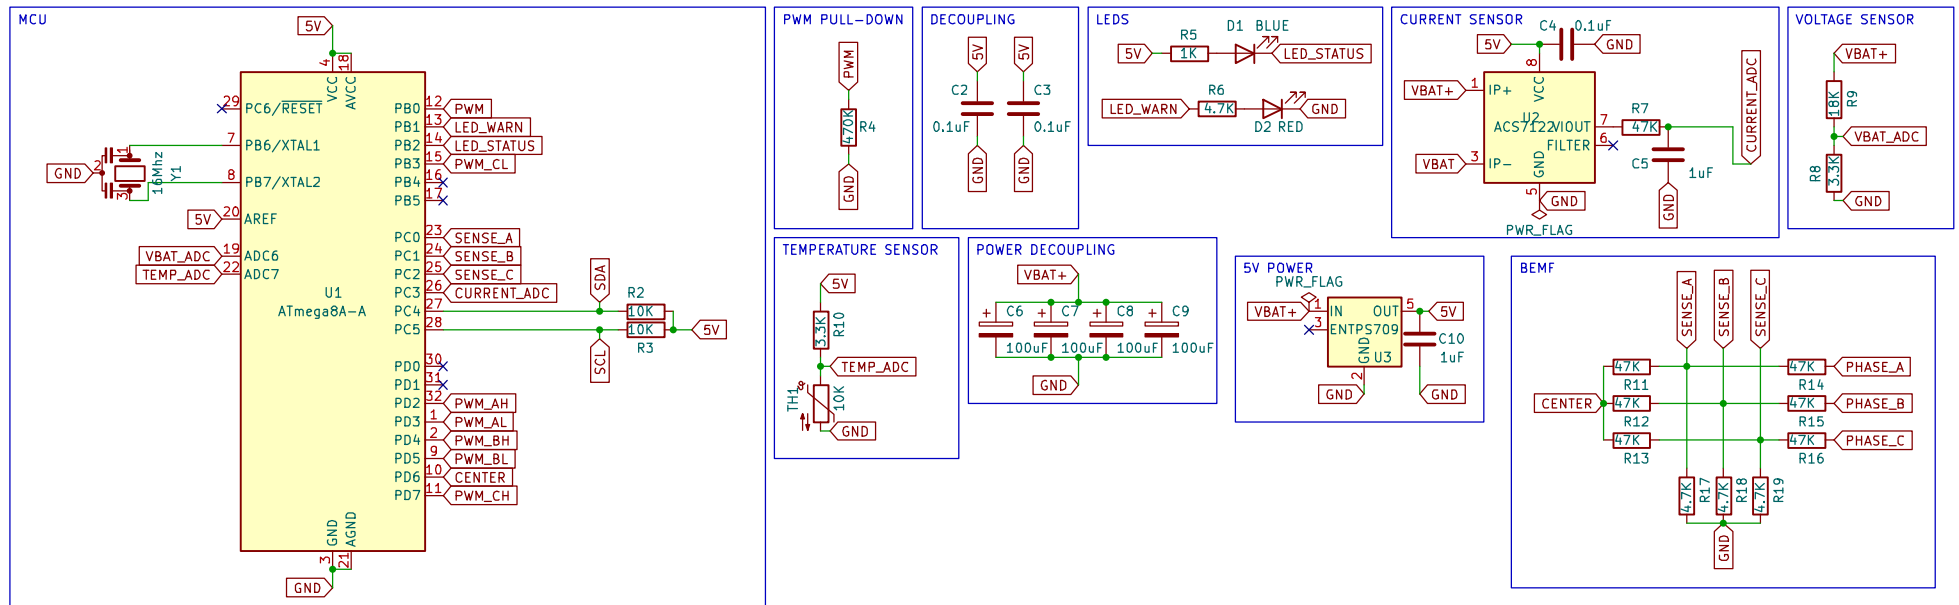 MCU
5V
4
18
VCC
AVCC
29
PC6/RESET
7
PB6/XTAL1
8
PB7/XTAL2
20
AREF
19
ADC6
22
ADC7
GND
2
1
3
16Mhz
Y1
5V
VBAT_ADC
TEMP_ADC
U1
ATmega8A-A
PB0
12
PWM
PB1
13
LED_WARN
PB2
14
LED_STATUS
PB3
15
PWM_CL
PB4
16
PB5
17
PC0
23
SENSE_A
PC1
24
SENSE_B
PC2
25
SENSE_C
PC3
26
CURRENT_ADC
PC4
27
PC5
28
SDA
SCL
R2
10K
10K
R3
5V
PD0
30
PD1
31
PD2
32
PWM_AH
PD3
1
PWM_AL
PD4
2
PWM_BH
PD5
9
PWM_BL
PD6
10
CENTER
PD7
11
PWM_CH
GND
AGND
3
21
GND
PWM PULL-DOWN
PWM
470K
R4
GND
DECOUPLING
5V
5V
C2
C3
0.1uF
0.1uF
GND
GND
LEDS
5V
R5
1K
D1 BLUE
LED_STATUS
LED_WARN
R6
4.7K
GND
D2 RED
CURRENT SENSOR
5V
C4
0.1uF
GND
8
VBAT+
1
IP+
VCC
U2
ACS7122
VIOUT
7
FILTER
6
VBAT
3
IP-
GND
5
GND
PWR_FLAG
R7
47K
C5
1uF
GND
CURRENT_ADC
VOLTAGE SENSOR
VBAT+
18K
R9
VBAT_ADC
R8
3.3K
GND
TEMPERATURE SENSOR
5V
3.3K
R10
TEMP_ADC
TH1
10K
GND
POWER DECOUPLING
VBAT+
C6
C7
C8
C9
100uF
100uF
100uF
100uF
GND
5V POWER
PWR_FLAG
VBAT+
1
IN
OUT
5
5V
3
EN
TPS709
GND
U3
2
GND
C10
1uF
GND
BEMF
SENSE_A
SENSE_B
SENSE_C
47K
R11
47K
R14
PHASE_A
CENTER
47K
R12
47K
R15
PHASE_B
47K
R13
47K
R16
PHASE_C
4.7K
R17
4.7K
R18
4.7K
R19
GND